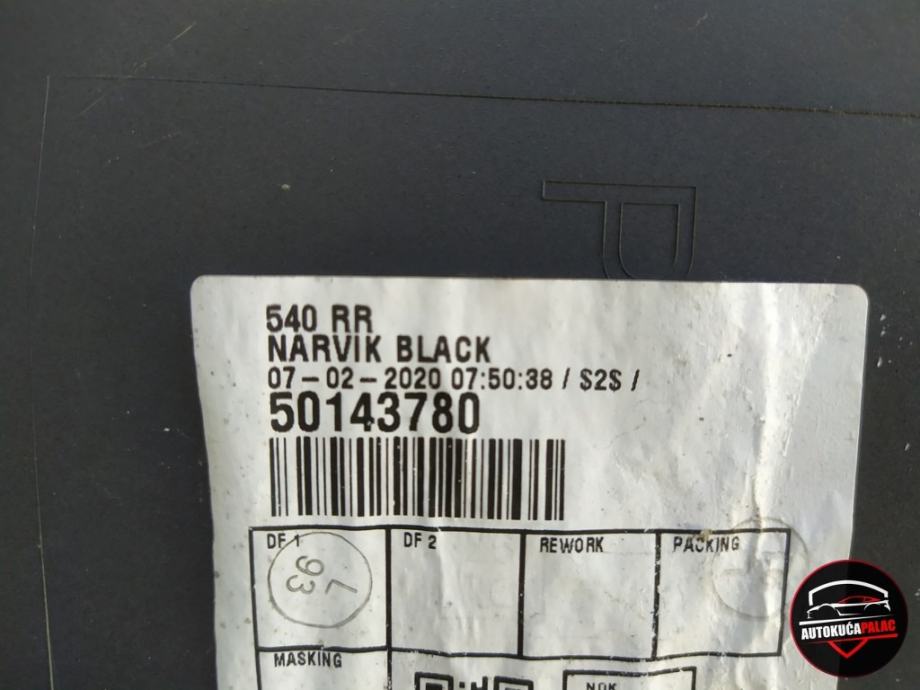 540 RR
NARVIK BLACK
07-02-2020 07:50:38 / $2$ /
50143780
DF 1
DF 2
REWORK
PACKING
L
93
MASKING
NOK
AUTOKUĆAPALAC